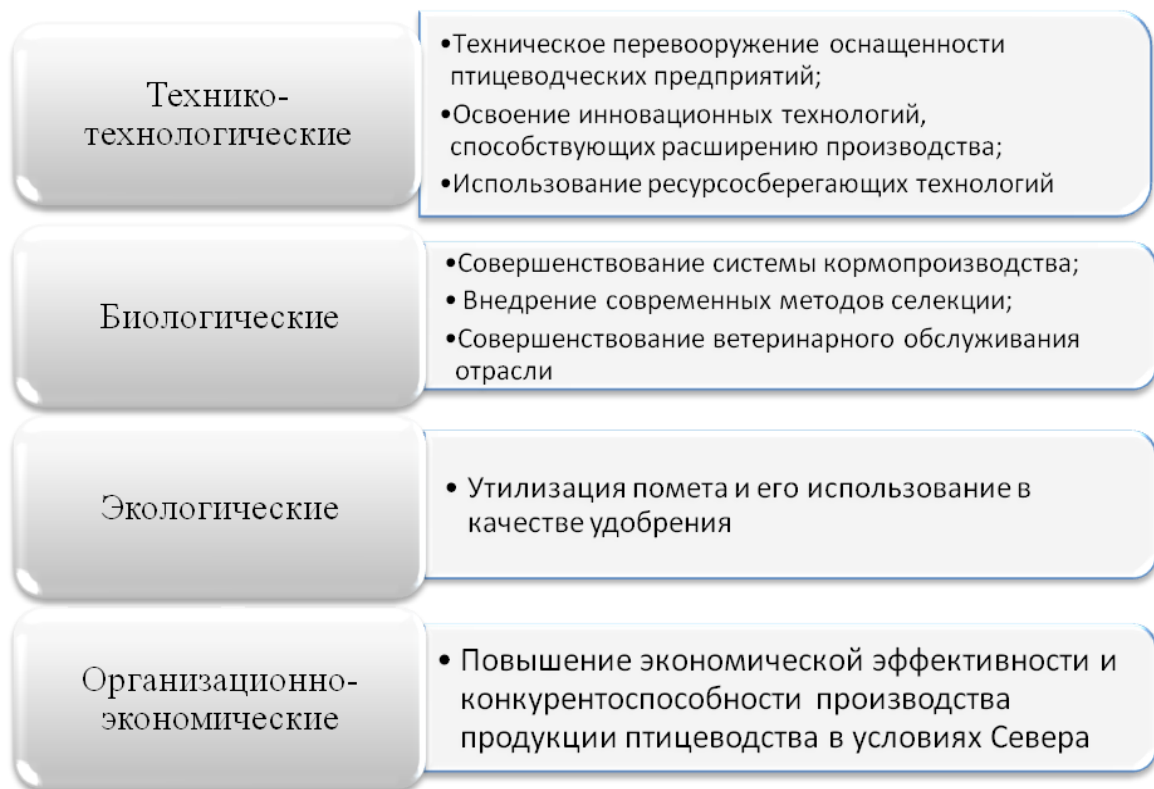 Технико-
технологические
•Техническое перевооружение оснащенности
птицеводческих предприятий;
•Освоение инновационных технологий,
способствующих расширению производства;
•Использование ресурсосберегающих технологий
Биологические
•Совершенствование системы кормопроизводства;
• Внедрение современных методов селекции;
•Совершенствование ветеринарного обслуживания
отрасли
Экологические
• Утилизация помета и его использование в
качестве удобрения
Организационно-
экономические
• Повышение экономической эффективности и
конкурентоспособности производства
продукции птицеводства в условиях Севера